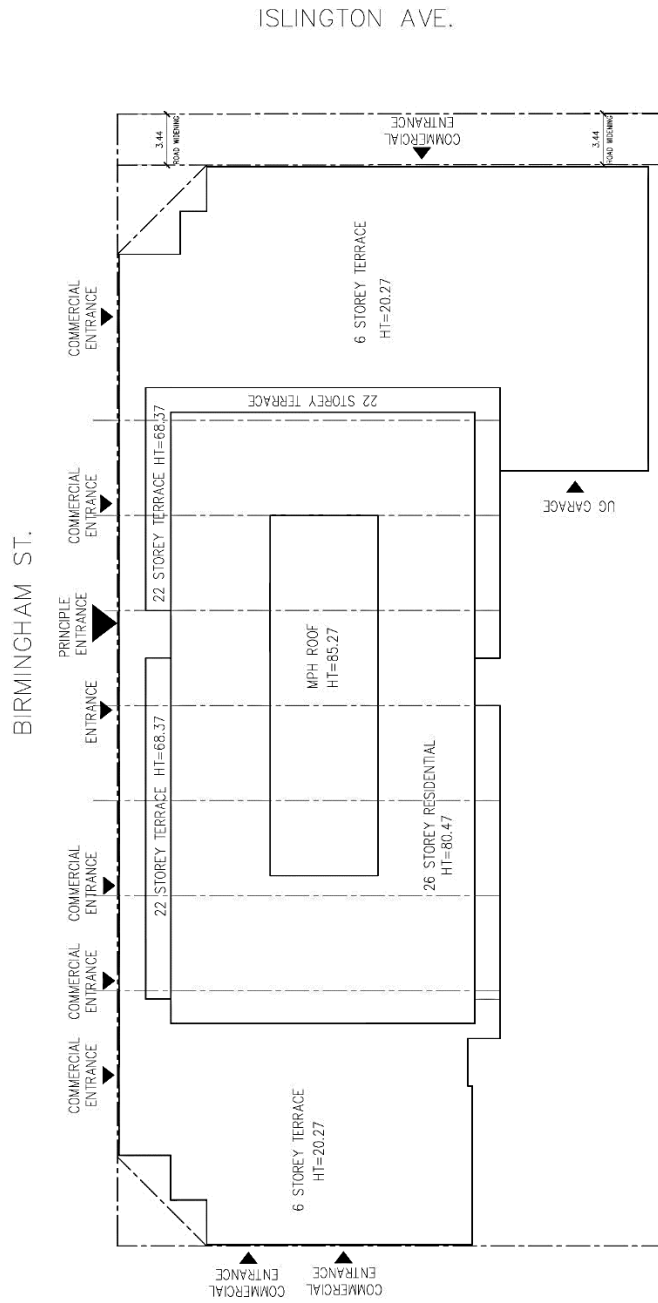 ISLINGTON AVE.
3.44
ROAD WIDENING
COMMERCIAL
ENTRANCE
3.44
ROAD WIDENING
COMMERCIAL
ENTRANCE
6 STOREY TERRACE
HT=20.27
22 STOREY TERRACE
22 STOREY TERRACE HT=68.37
COMMERCIAL
ENTRANCE
UG GARAGE
BIRMINGHAM ST.
PRINCIPLE
ENTRANCE
MPH ROOF
HT=85.27
ENTRANCE
22 STOREY TERRACE HT=68.37
26 STOREY RESIDENTIAL
HT=80.47
COMMERCIAL
ENTRANCE
COMMERCIAL
ENTRANCE
COMMERCIAL
ENTRANCE
6 STOREY TERRACE
HT=20.27
COMMERCIAL
ENTRANCE
COMMERCIAL
ENTRANCE